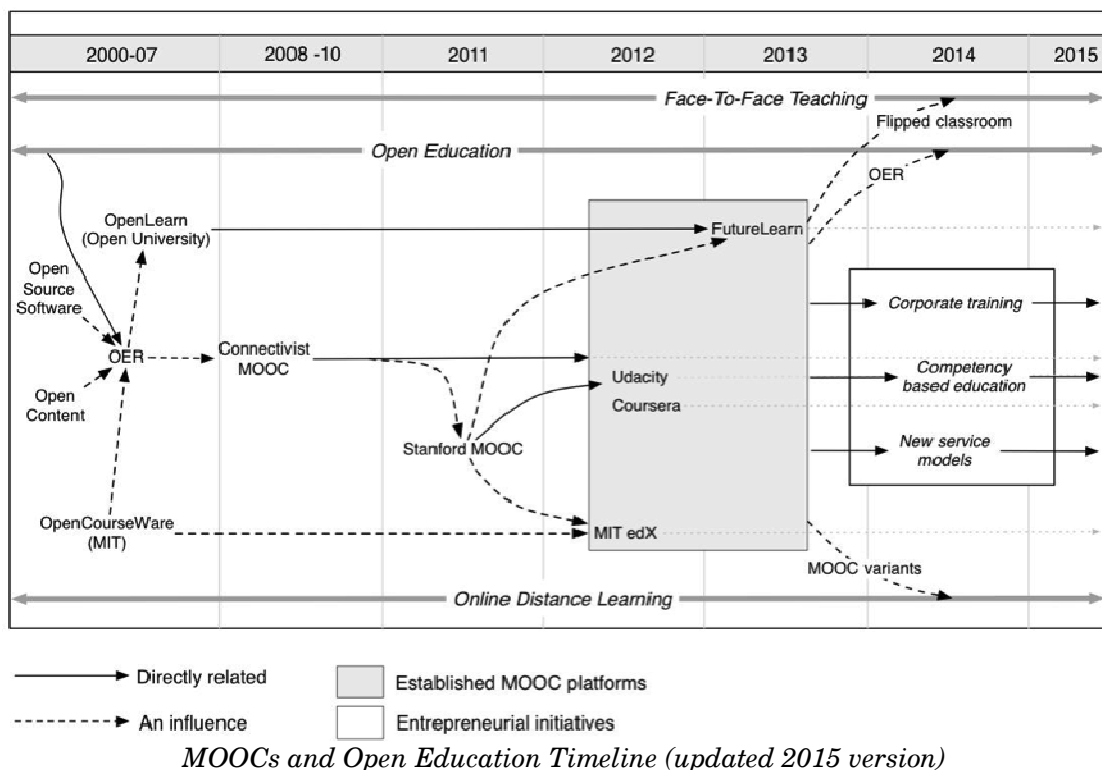 2000-07
2008 -10
2011
2012
2013
2014
2015
Face-To-Face Teaching
Flipped classroom
Open Education
OER
OpenLearn
(Open University)
FutureLearn
Open
Source
Software
Corporate training
OER
Connectivist
MOOC
Udacity
Competency
based education
Open
Content
Coursera
Stanford MOOC
New service
models
OpenCourseWare
(MIT)
MIT edX
MOOC variants
Online Distance Learning
Directly related
Established MOOC platforms
An influence
Entrepreneurial initiatives
MOOCs and Open Education Timeline (updated 2015 version)